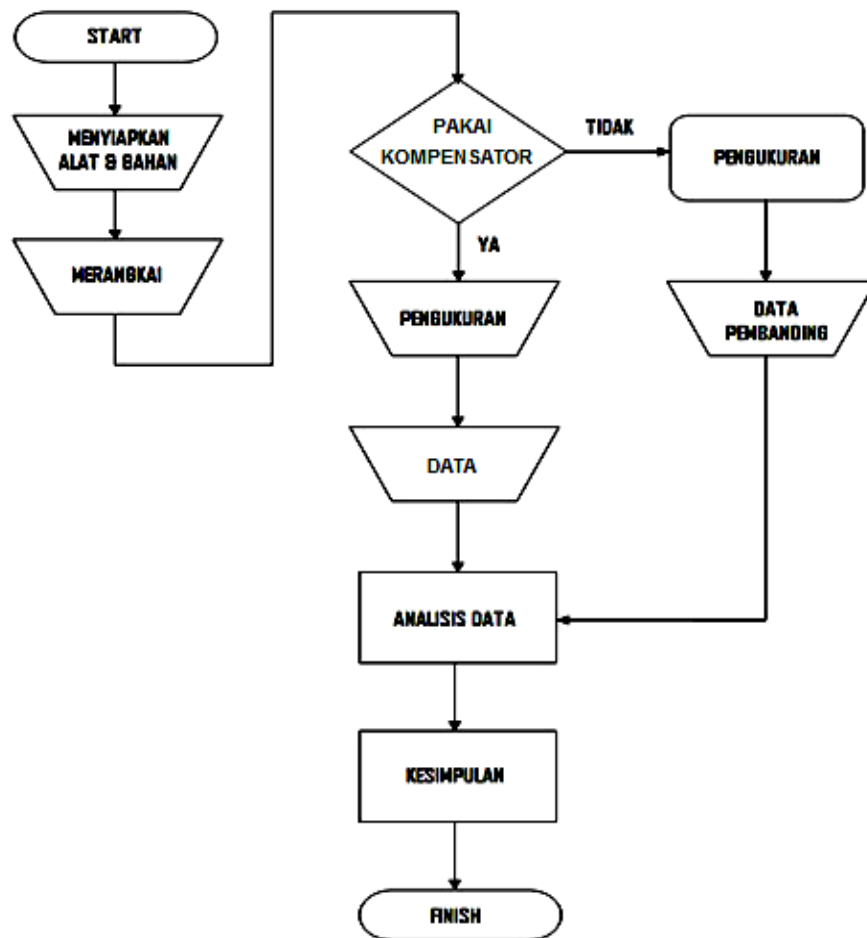 START
MENYIAPKAN
ALAT & BAHAN
MERANGKAI
PAKAI
KOMPENSATOR
TIDAK
PENGUKURAN
YA
PENGUKURAN
DATA
PEMBANDING
DATA
ANALISIS DATA
KESIMPULAN
FINISH